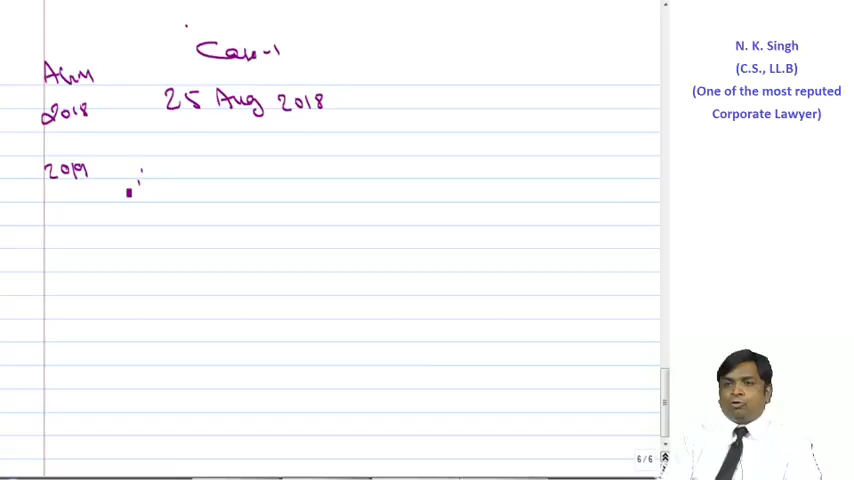 Case-1
AGM
2018 25 Aug 2018
2019 i
N. K. Singh
(C.S., LL.B)
(One of the most reputed
Corporate Lawyer)
6/6